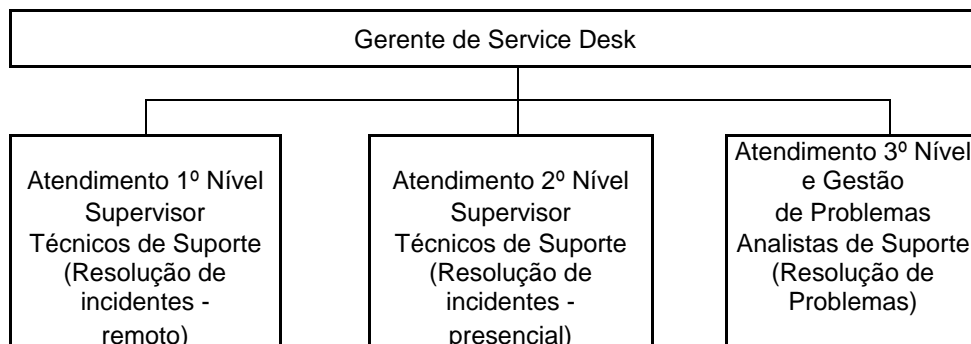 Gerente de Service Desk
Atendimento 1º Nível
Supervisor
Técnicos de Suporte
(Resolução de
incidentes -
remoto)
Atendimento 2º Nível
Supervisor
Técnicos de Suporte
(Resolução de
incidentes -
presencial)
Atendimento 3º Nível
e Gestão
de Problemas
Analistas de Suporte
(Resolução de
Problemas)